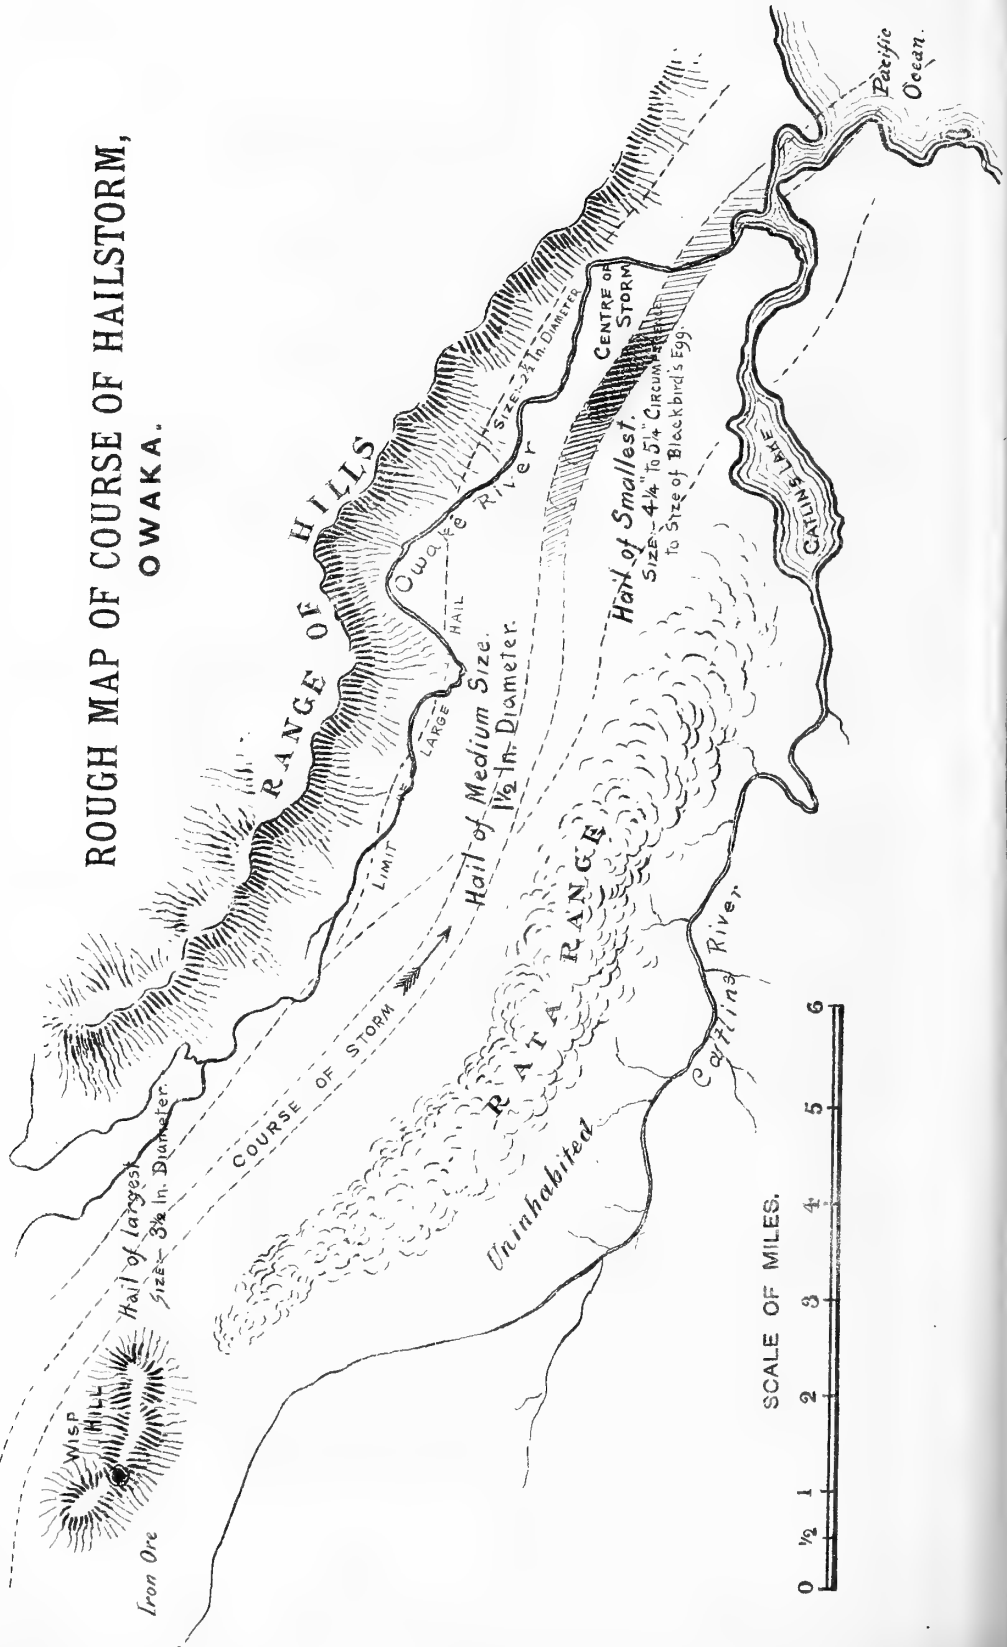 ROUGH MAP OF COURSE OF HAILSTORM,
OWAKA.
RANGE OF HILLS
Wisp
Hill
Iron Ore
Hail of largest
Size:- 3½ In. Diameter.
COURSE OF STORM
LIMIT OF LARGE HAIL
Owake River
Size:- 2½ In. Diameter
Hail of Medium Size.
1½ In. Diameter.
CENTRE OF
STORM
Hail of Smallest.
Size:- 4¼" to 5¼" Circumference
to Size of Blackbird's Egg.
RATA RANGE
Uninhabited
Catlins River
CATLINS LAKE
Pacific
Ocean.
SCALE OF MILES.
0 ½ 1 2 3 4 5 6